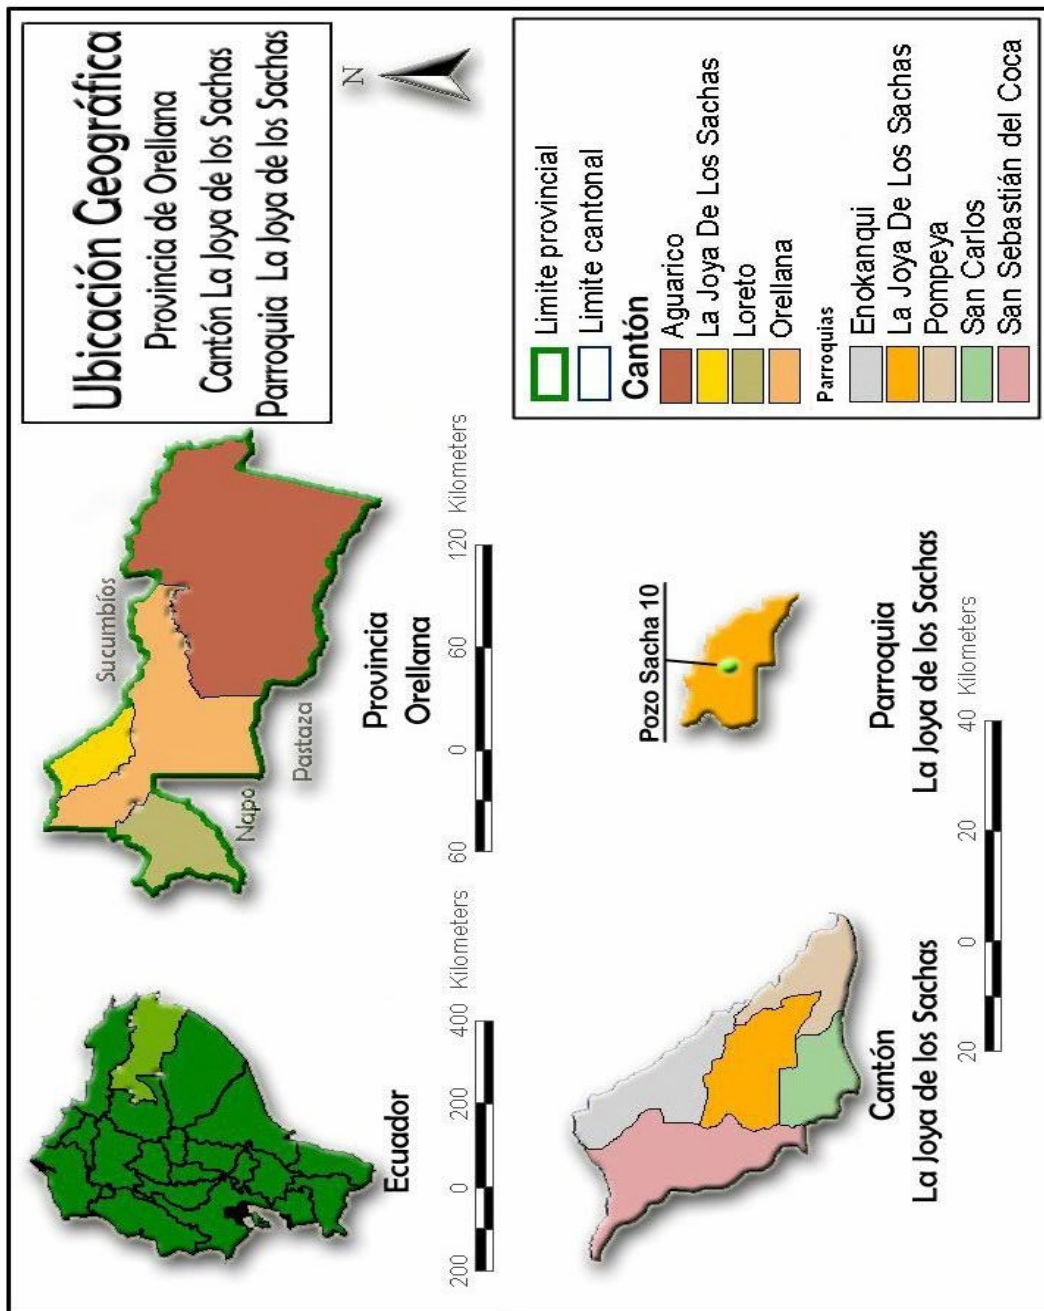 Ubicación Geográfica
Provincia de Orellana
Cantón La Joya de los Sachas
Parroquia La Joya de los Sachas
N
Sucumbíos
Napo
Pastaza
Provincia
Orellana
60 0 60 120 Kilometers
Ecuador
200 0 200 400 Kilometers
Limite provincial
Limite cantonal
Cantón
Aguarico
La Joya De Los Sachas
Loreto
Orellana
Parroquias
Enokanqui
La Joya De Los Sachas
Pompeya
San Carlos
San Sebastián del Coca
Cantón
La Joya de los Sachas
Pozo Sacha 10
Parroquia
La Joya de los Sachas
20 0 20 40 Kilometers